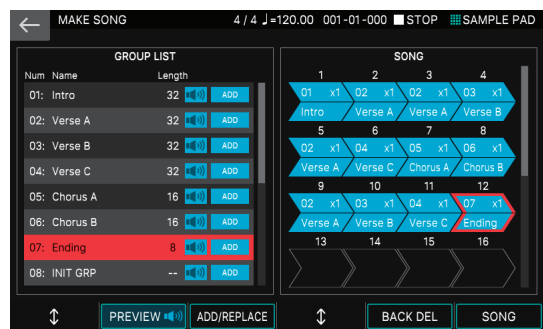 MAKE SONG 4 / 4 ♩=120.00 001-01-000 STOP SAMPLE PAD
GROUP LIST
Num Name Length
01: Intro 32 ADD
02: Verse A 32 ADD
03: Verse B 32 ADD
04: Verse C 32 ADD
05: Chorus A 16 ADD
06: Chorus B 16 ADD
07: Ending 8 ADD
08: INIT GRP -- ADD
SONG
1 2 3 4
01 x1 02 x1 02 x1 03 x1
Intro Verse A Verse A Verse B
5 6 7 8
02 x1 04 x1 05 x1 06 x1
Verse A Verse C Chorus A Chorus B
9 10 11 12
02 x1 03 x1 04 x1 07 x1
Verse A Verse B Verse C Ending
13 14 15 16
PREVIEW ADD/REPLACE BACK DEL SONG